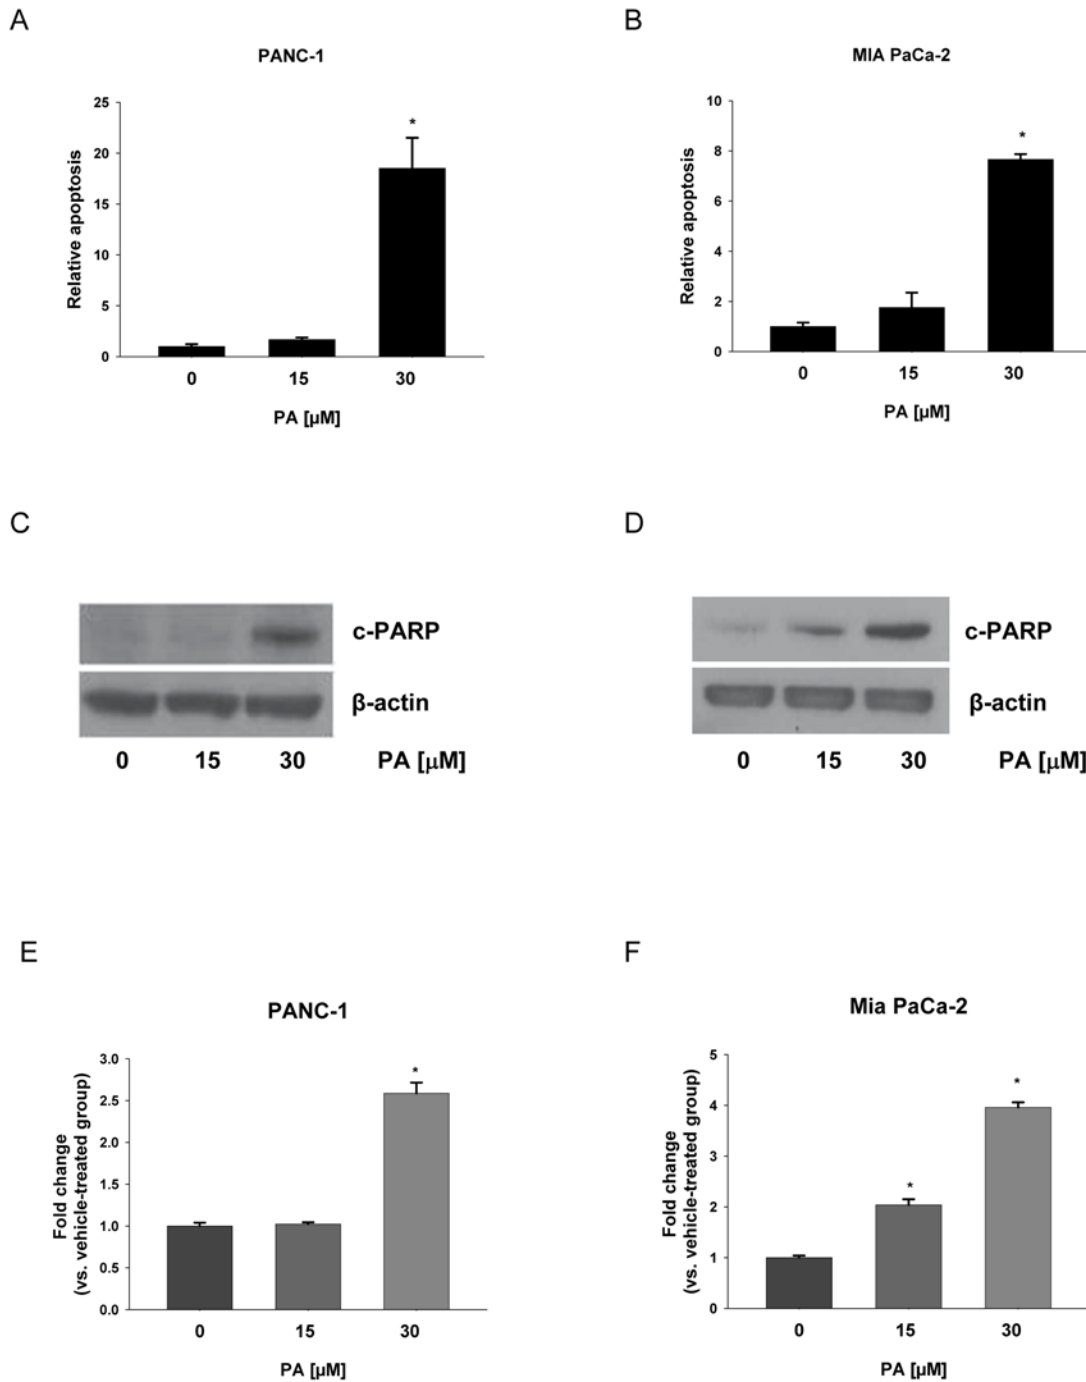 A
PANC-1
25
20
15
10
5
0
Relative apoptosis
*
0 15 30
PA [µM]
B
MIA PaCa-2
10
8
6
4
2
0
Relative apoptosis
*
0 15 30
PA [µM]
C
c-PARP
β-actin
0 15 30 PA [µM]
D
c-PARP
β-actin
0 15 30 PA [µM]
E
PANC-1
3.0
2.5
2.0
1.5
1.0
0.5
0.0
Fold change
(vs. vehicle-treated group)
*
0 15 30
PA [µM]
F
Mia PaCa-2
5
4
3
2
1
0
Fold change
(vs. vehicle-treated group)
*
*
0 15 30
PA [µM]